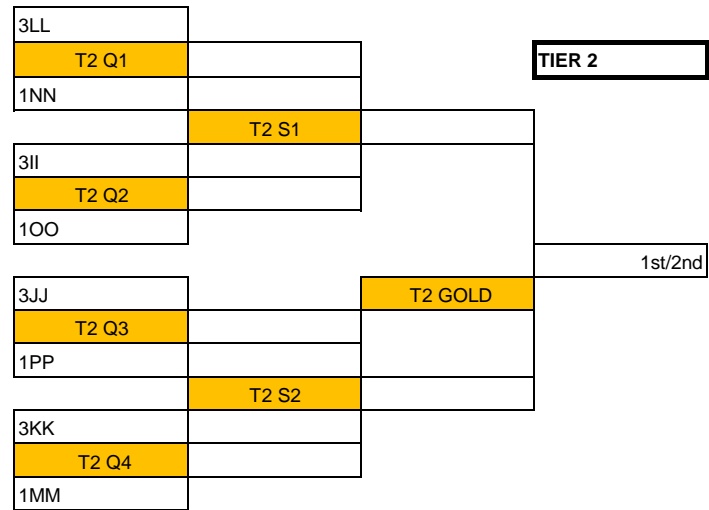 3LL
T2 Q1
TIER 2
1NN
T2 S1
3II
T2 Q2
1OO
1st/2nd
3JJ
T2 GOLD
T2 Q3
1PP
T2 S2
3KK
T2 Q4
1MM